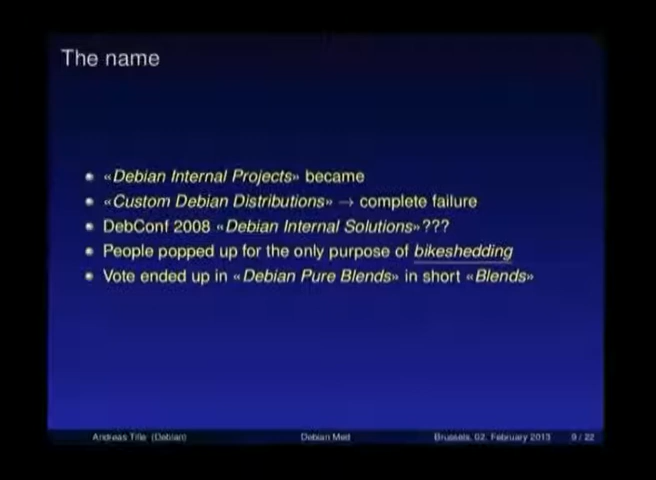 The name
«Debian Internal Projects» became
«Custom Debian Distributions» → complete failure
DebConf 2008 «Debian Internal Solutions»???
People popped up for the only purpose of bikeshedding
Vote ended up in «Debian Pure Blends» in short «Blends»
Andreas Tille (Debian)
Debian Med
Brussels, 02. February 2013
9 / 22